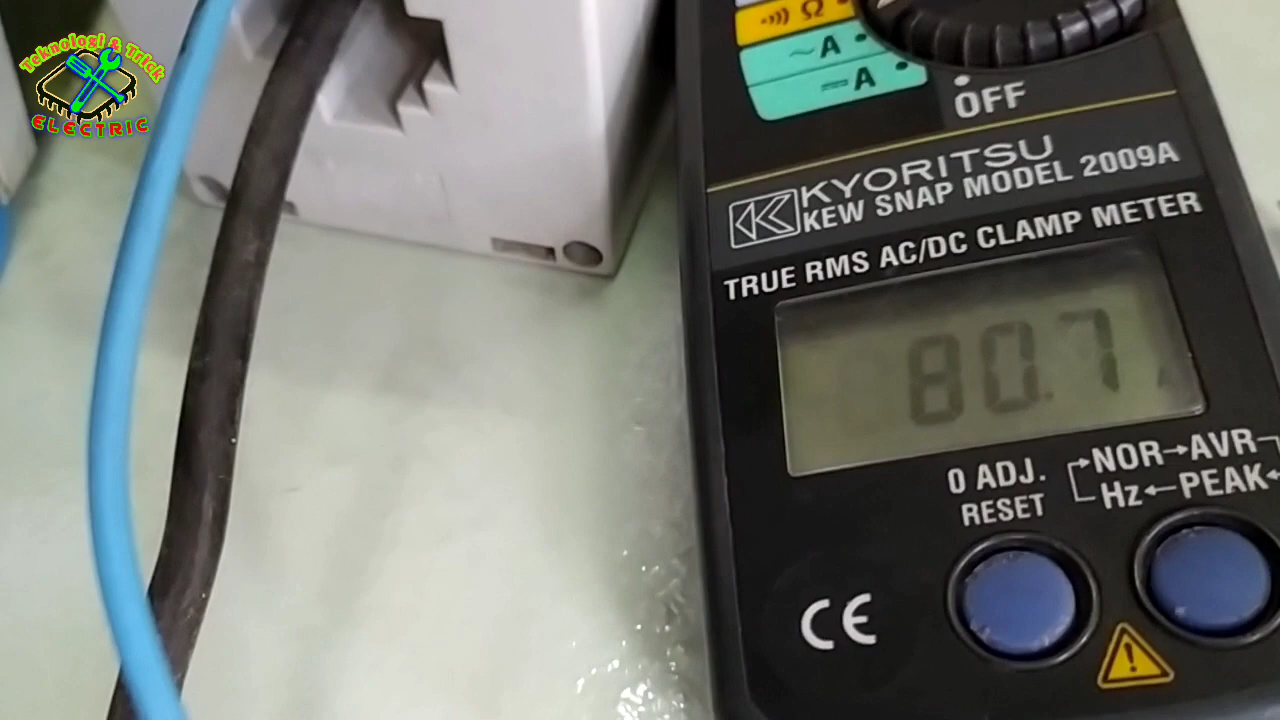 Teknologi & Trick
ELECTRIC
Ω
~A
⎓A
OFF
KYORITSU
KEW SNAP MODEL 2009A
TRUE RMS AC/DC CLAMP METER
80.7
0 ADJ.
RESET
NOR→AVR
Hz←PEAK←
CE